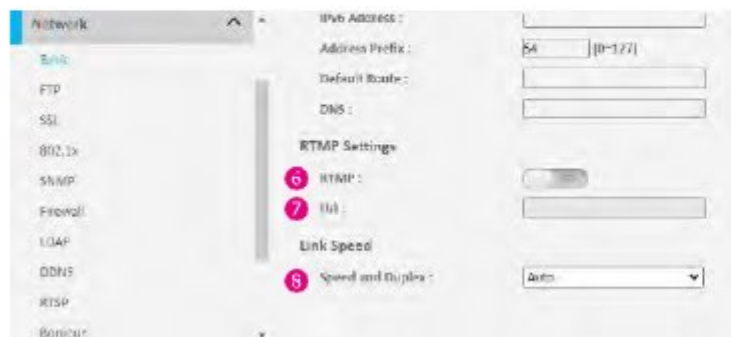 Network
Basic
FTP
SSL
802.1x
SNMP
Firewall
LDAP
DDNS
RTSP
Bonjour
IPv6 Address :
Address Prefix : 64 (0~127)
Default Route :
DNS :
RTMP Settings
6 RTMP :
7 Url :
Link Speed
8 Speed and Duplex : Auto